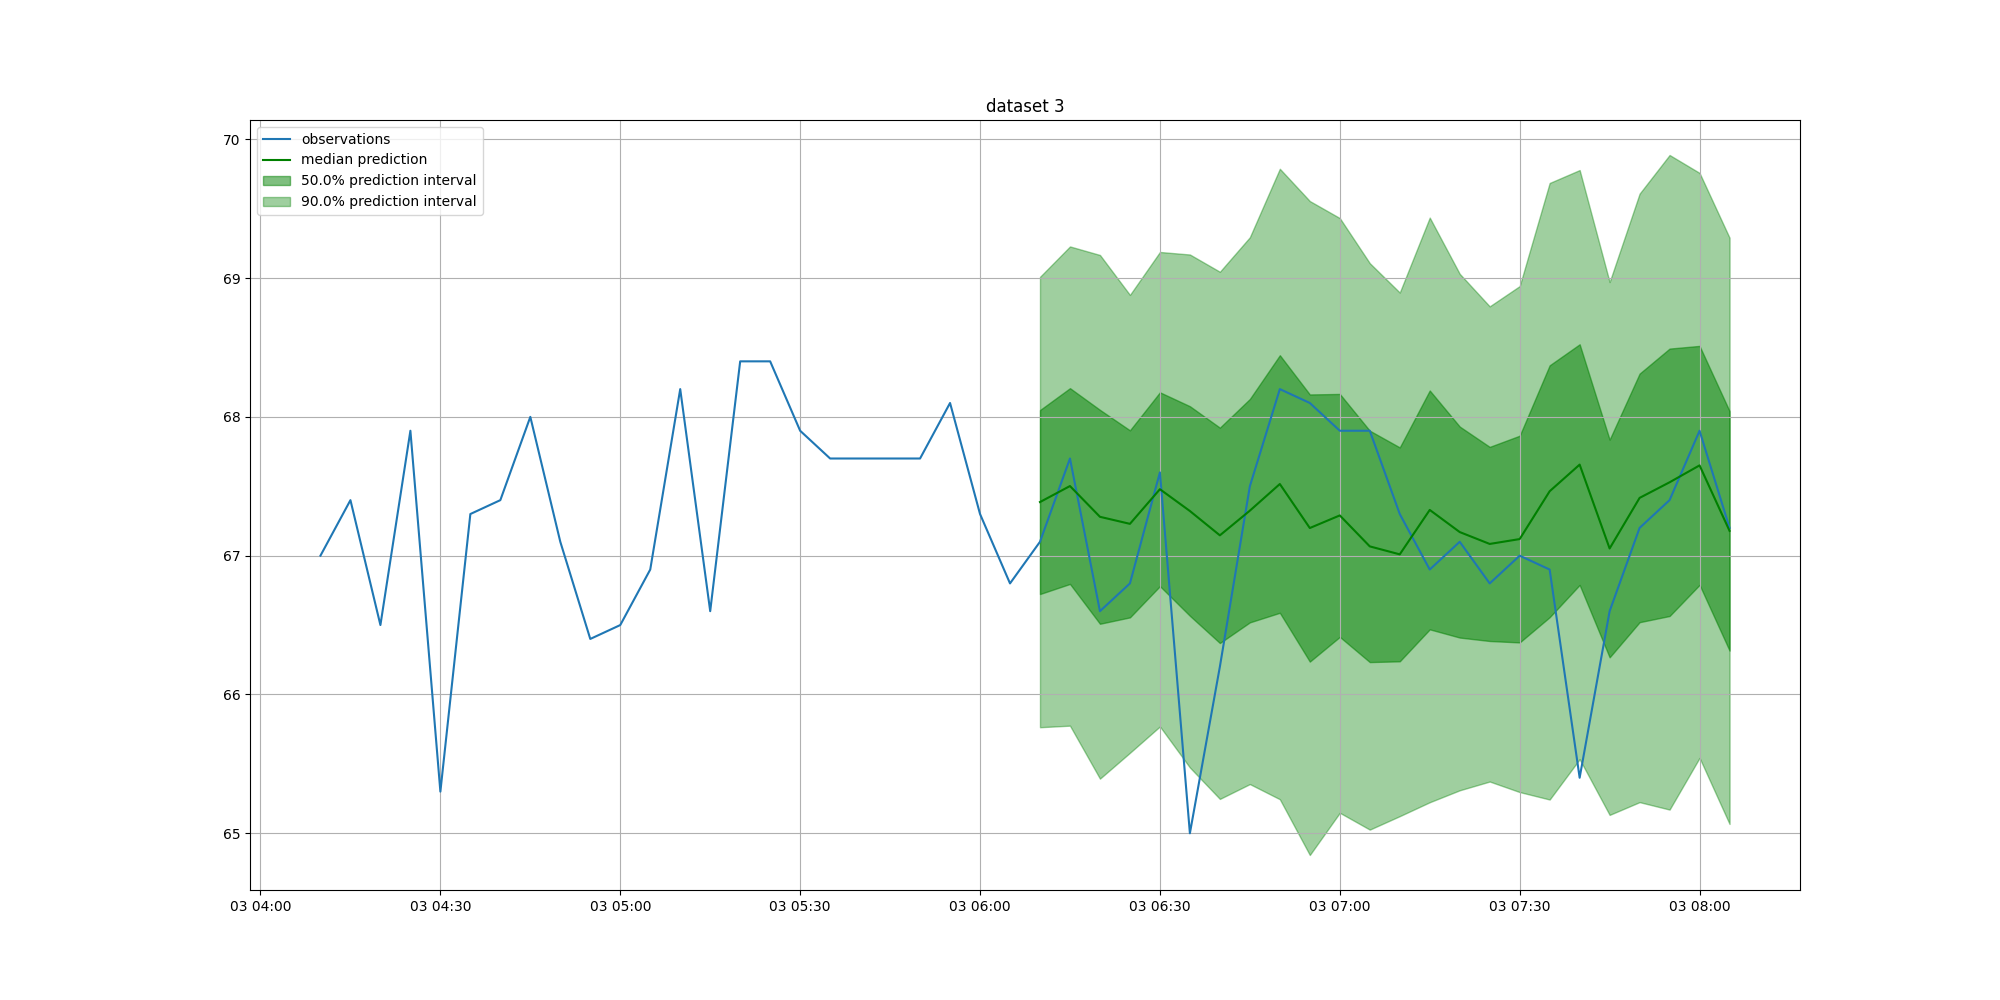 dataset 3
observations
median prediction
50.0% prediction interval
90.0% prediction interval
70
69
68
67
66
65
03 04:00 03 04:30 03 05:00 03 05:30 03 06:00 03 06:30 03 07:00 03 07:30 03 08:00